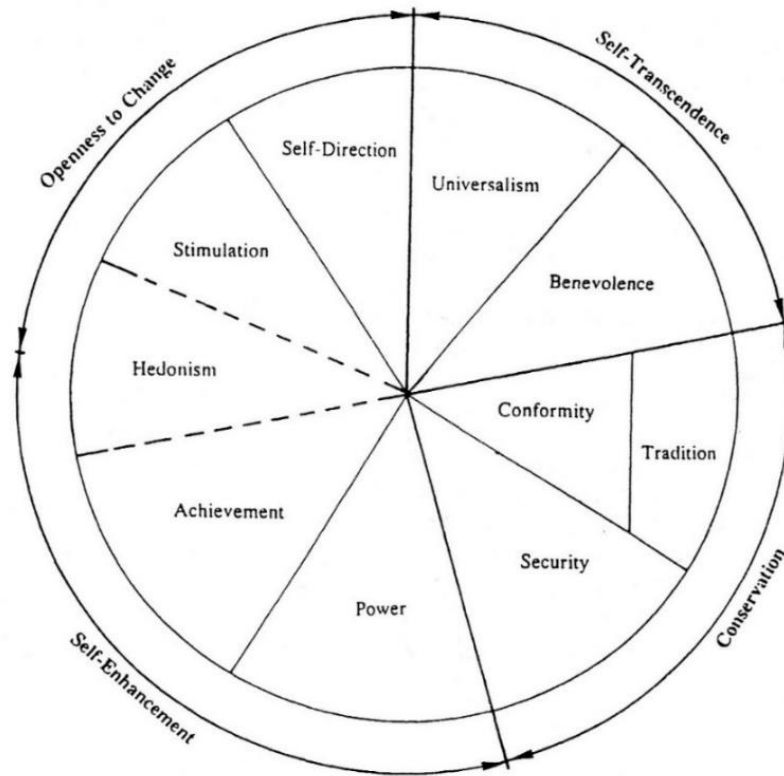 Openness to Change
Self-Transcendence
Self-Direction
Universalism
Stimulation
Benevolence
Hedonism
Conformity
Tradition
Achievement
Security
Power
Self-Enhancement
Conservation